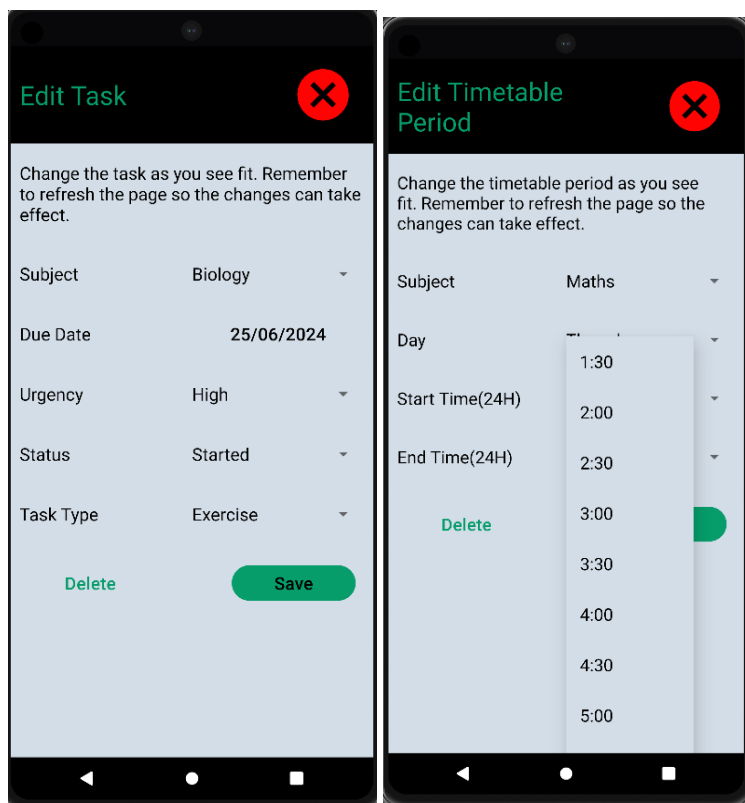 Edit Task
Change the task as you see fit. Remember
to refresh the page so the changes can take
effect.
Subject Biology
Due Date 25/06/2024
Urgency High
Status Started
Task Type Exercise
Delete Save
Edit Timetable
Period
Change the timetable period as you see
fit. Remember to refresh the page so the
changes can take effect.
Subject Maths
Day
1:30
Start Time(24H)
2:00
End Time(24H)
2:30
3:00
Delete
3:30
4:00
4:30
5:00